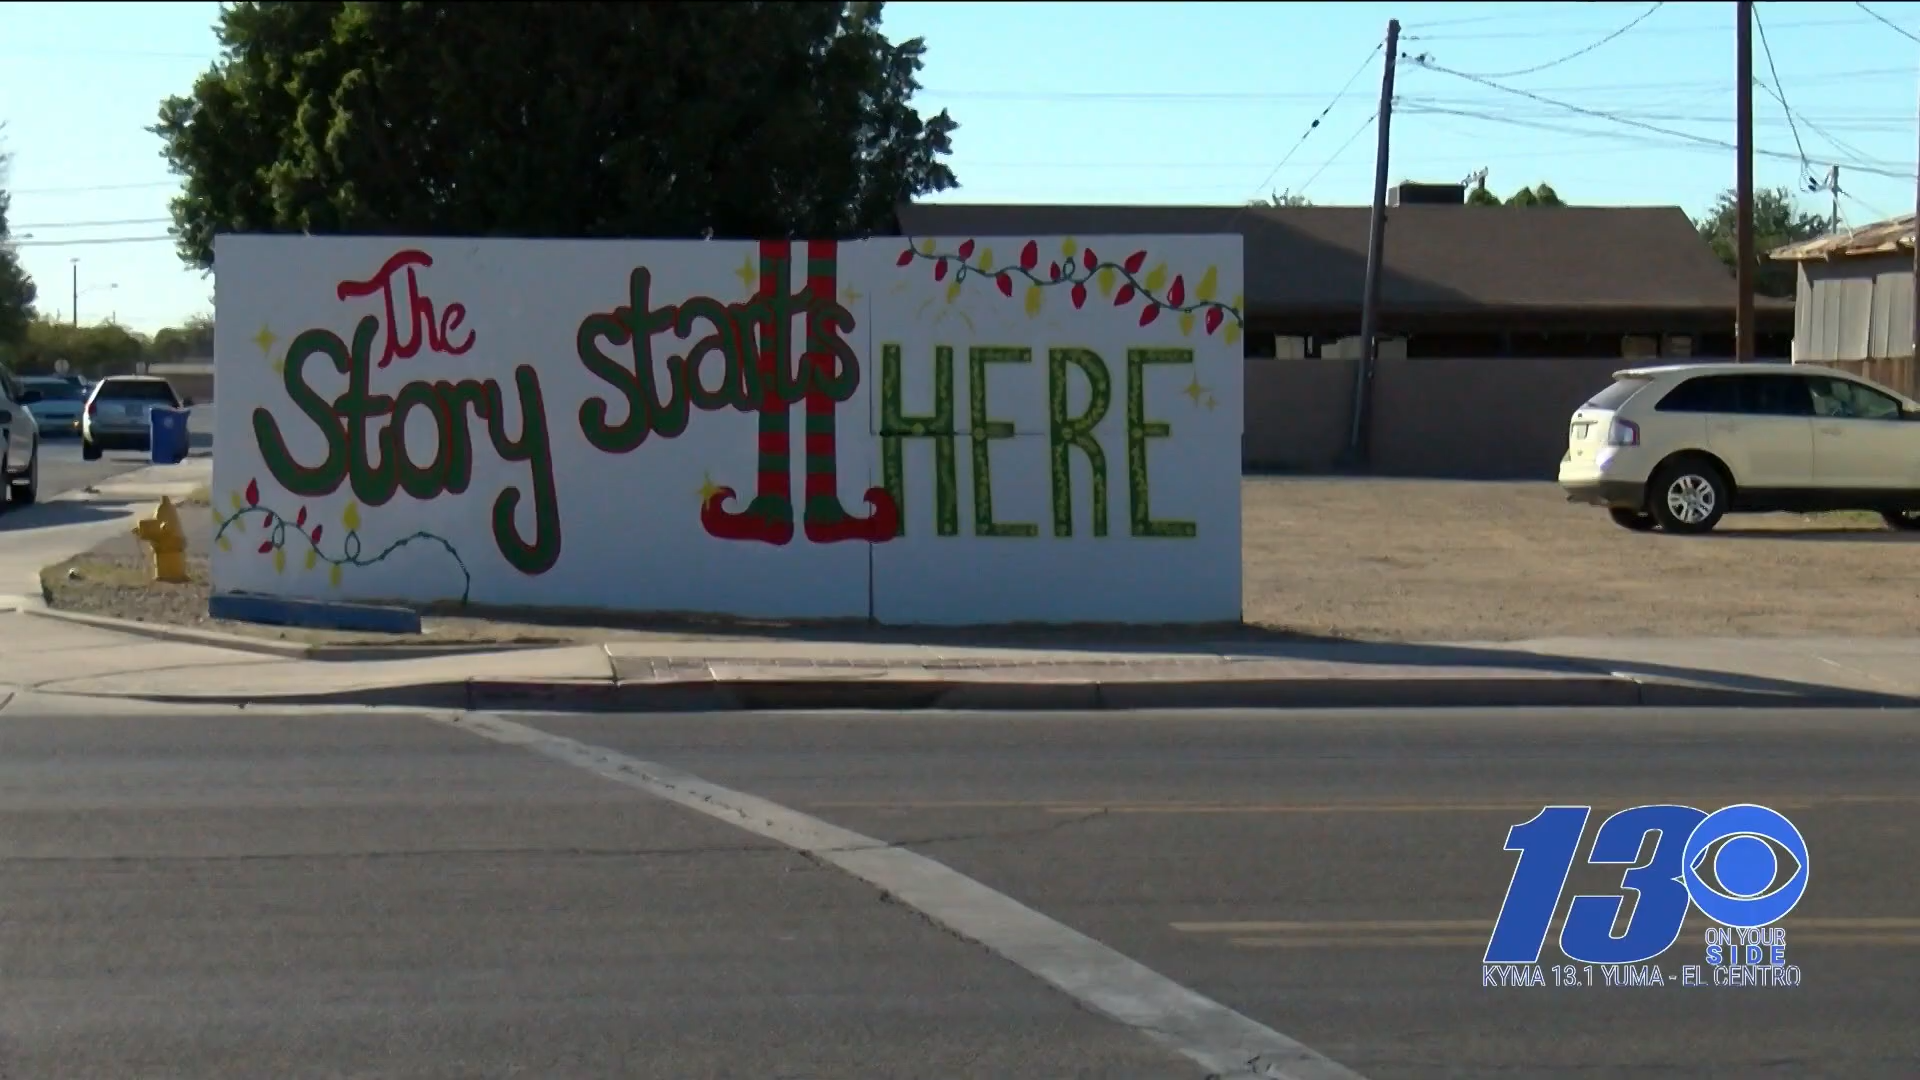 The
Story starts HERE
13
ON YOUR
SIDE
KYMA 13.1 YUMA - EL CENTRO